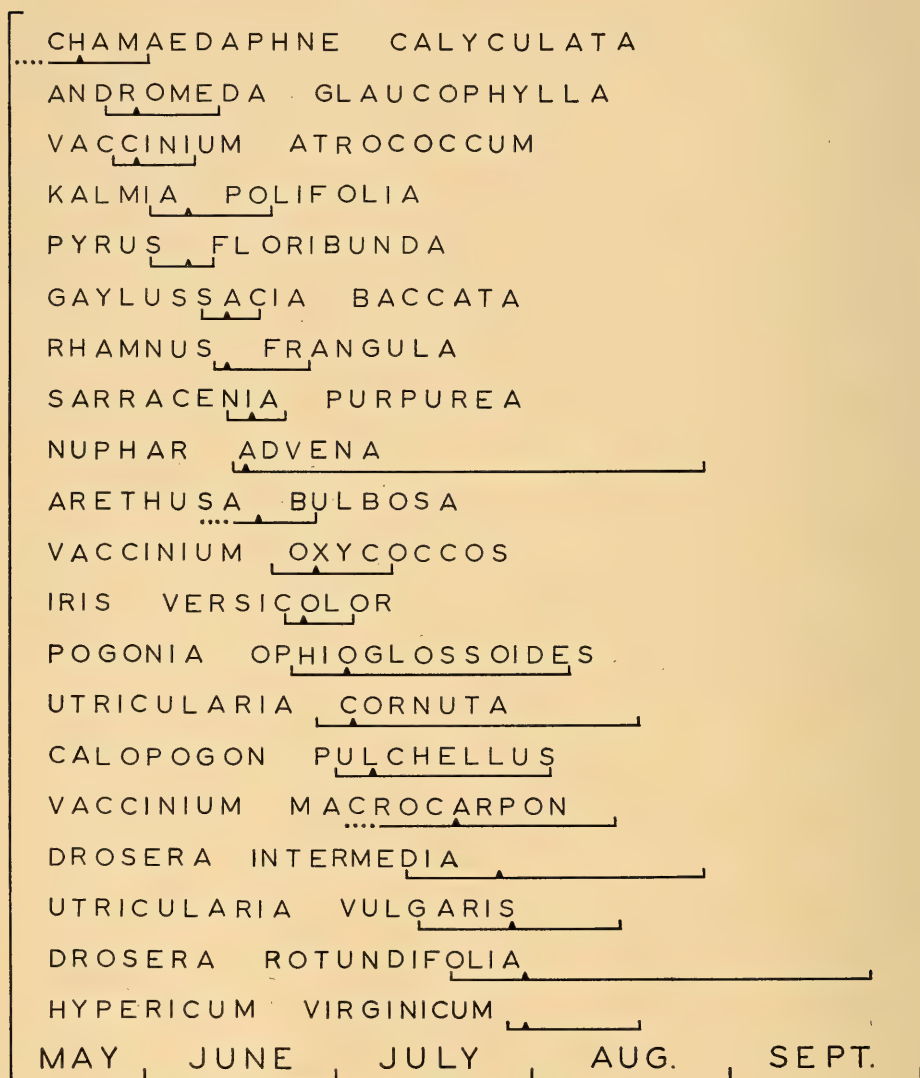 CHAMAEDAPHNE CALYCULATA
ANDROMEDA GLAUCOPHYLLA
VACCINIUM ATROCOCCUM
KALMIA POLIFOLIA
PYRUS FLORIBUNDA
GAYLUSSACIA BACCATA
RHAMNUS FRANGULA
SARRACENIA PURPUREA
NUPHAR ADVENA
ARETHUSA BULBOSA
VACCINIUM OXYCOCCOS
IRIS VERSICOLOR
POGONIA OPHIOGLOSSOIDES
UTRICULARIA CORNUTA
CALOPOGON PULCHELLUS
VACCINIUM MACROCARPON
DROSERA INTERMEDIA
UTRICULARIA VULGARIS
DROSERA ROTUNDIFOLIA
HYPERICUM VIRGINICUM
MAY JUNE JULY AUG. SEPT.